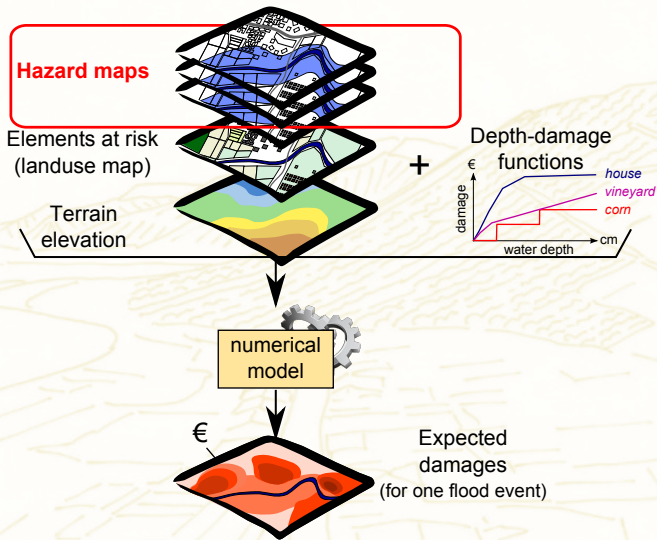 Hazard maps
Elements at risk
(landuse map)
Terrain
elevation
+
Depth-damage
functions
€
damage
house
vineyard
corn
cm
water depth
numerical
model
€
Expected
damages
(for one flood event)